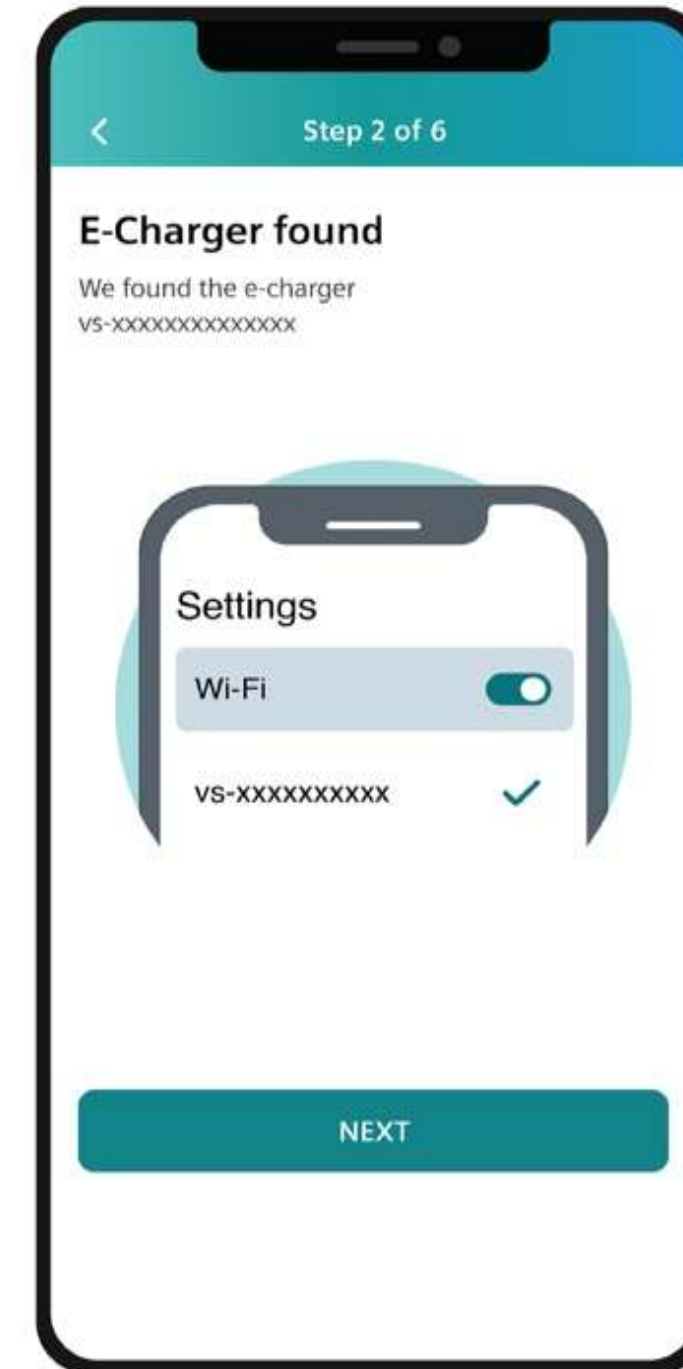 Step 2 of 6
E-Charger found
We found the e-charger
vs-xxxxxxxxxxxxxx
Settings
Wi-Fi
vs-xxxxxxxxxx
NEXT